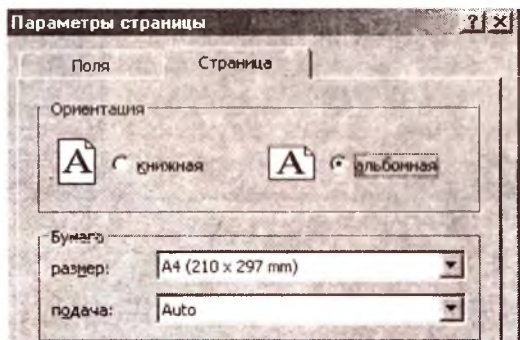 Параметры страницы
Поля Страница
Ориентация
A книжная A альбомная
Бумага
размер: A4 (210 x 297 mm)
подача: Auto